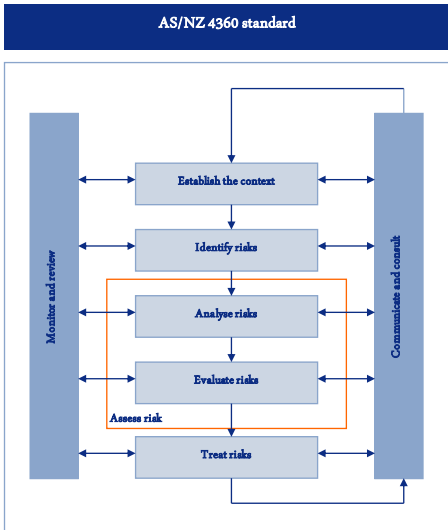 AS/NZ 4360 standard
Establish the context
Identify risks
Analyse risks
Evaluate risks
Assess risk
Treat risks
Monitor and review
Communicate and consult